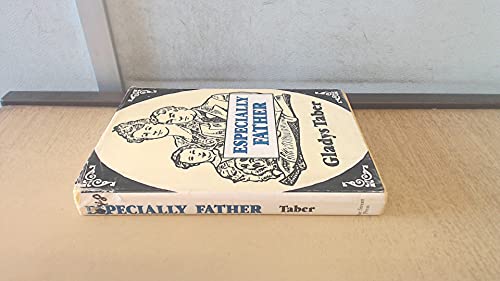 ESPECIALLY
FATHER
Gladys Taber
ESPECIALLY FATHER Taber